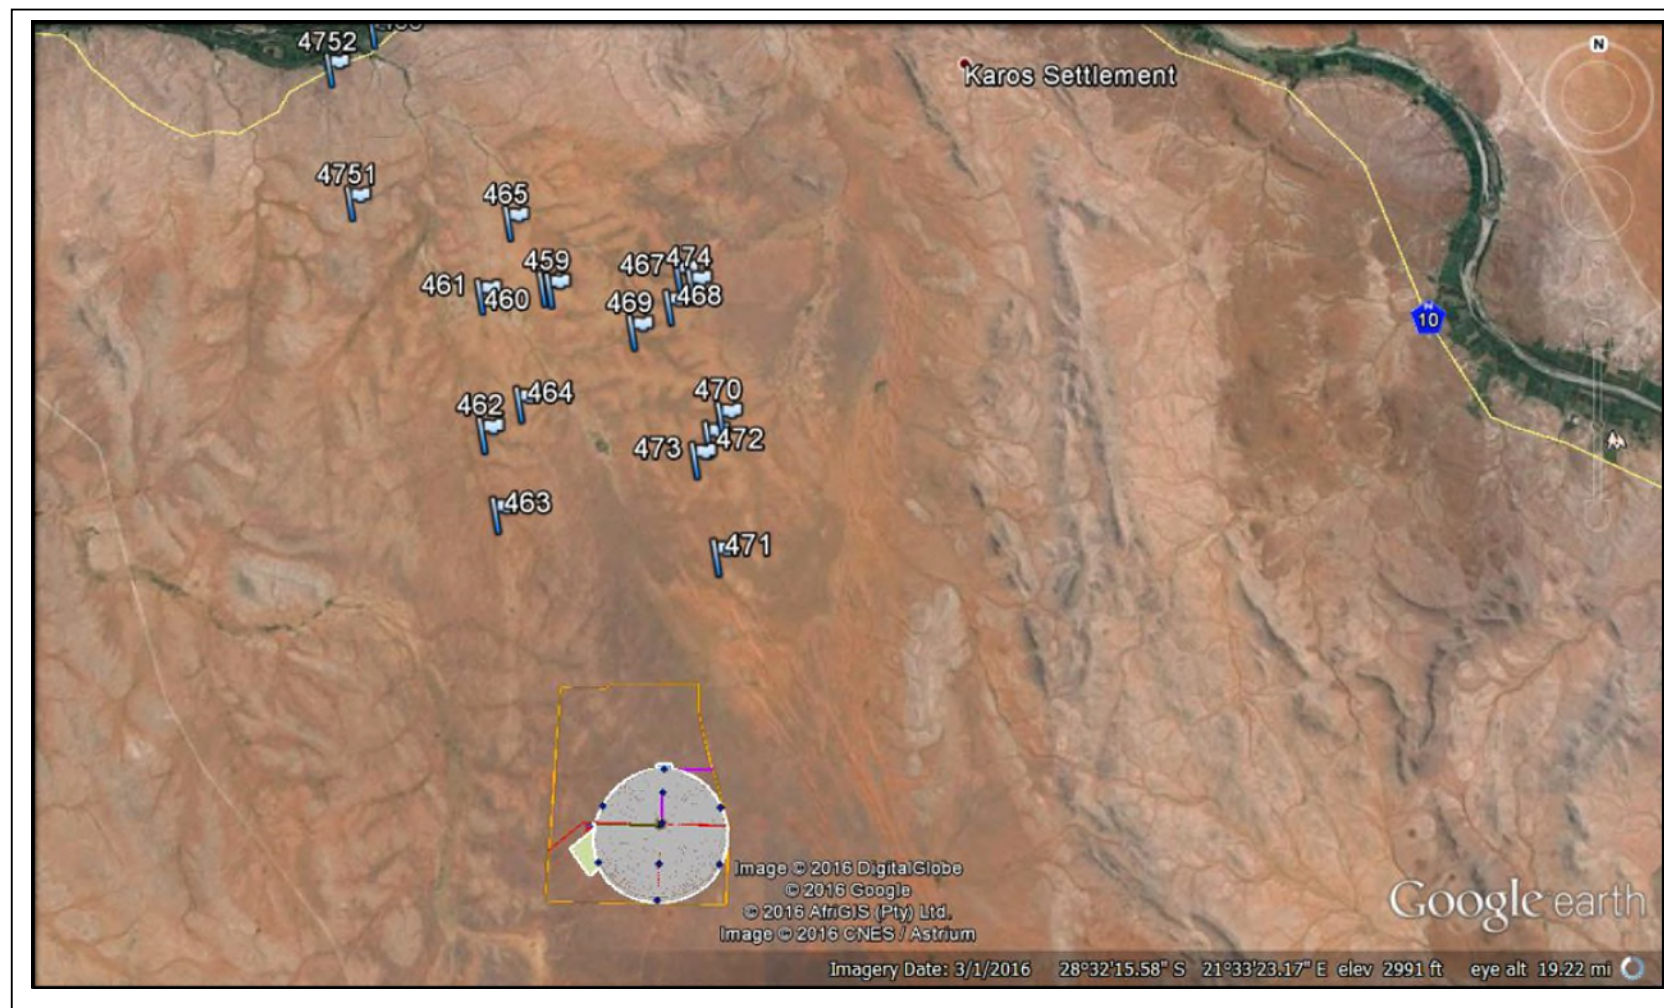 4752
N
Karos Settlement
4751
465
459
467
474
461
460
469
468
10
470
462
464
473
472
463
471
Image © 2016 DigitalGlobe
© 2016 Google
© 2016 AfriGIS (Pty) Ltd.
Image © 2016 CNES / Astrium
Google earth
Imagery Date: 3/1/2016 28°32'15.58" S 21°33'23.17" E elev 2991 ft eye alt 19.22 mi